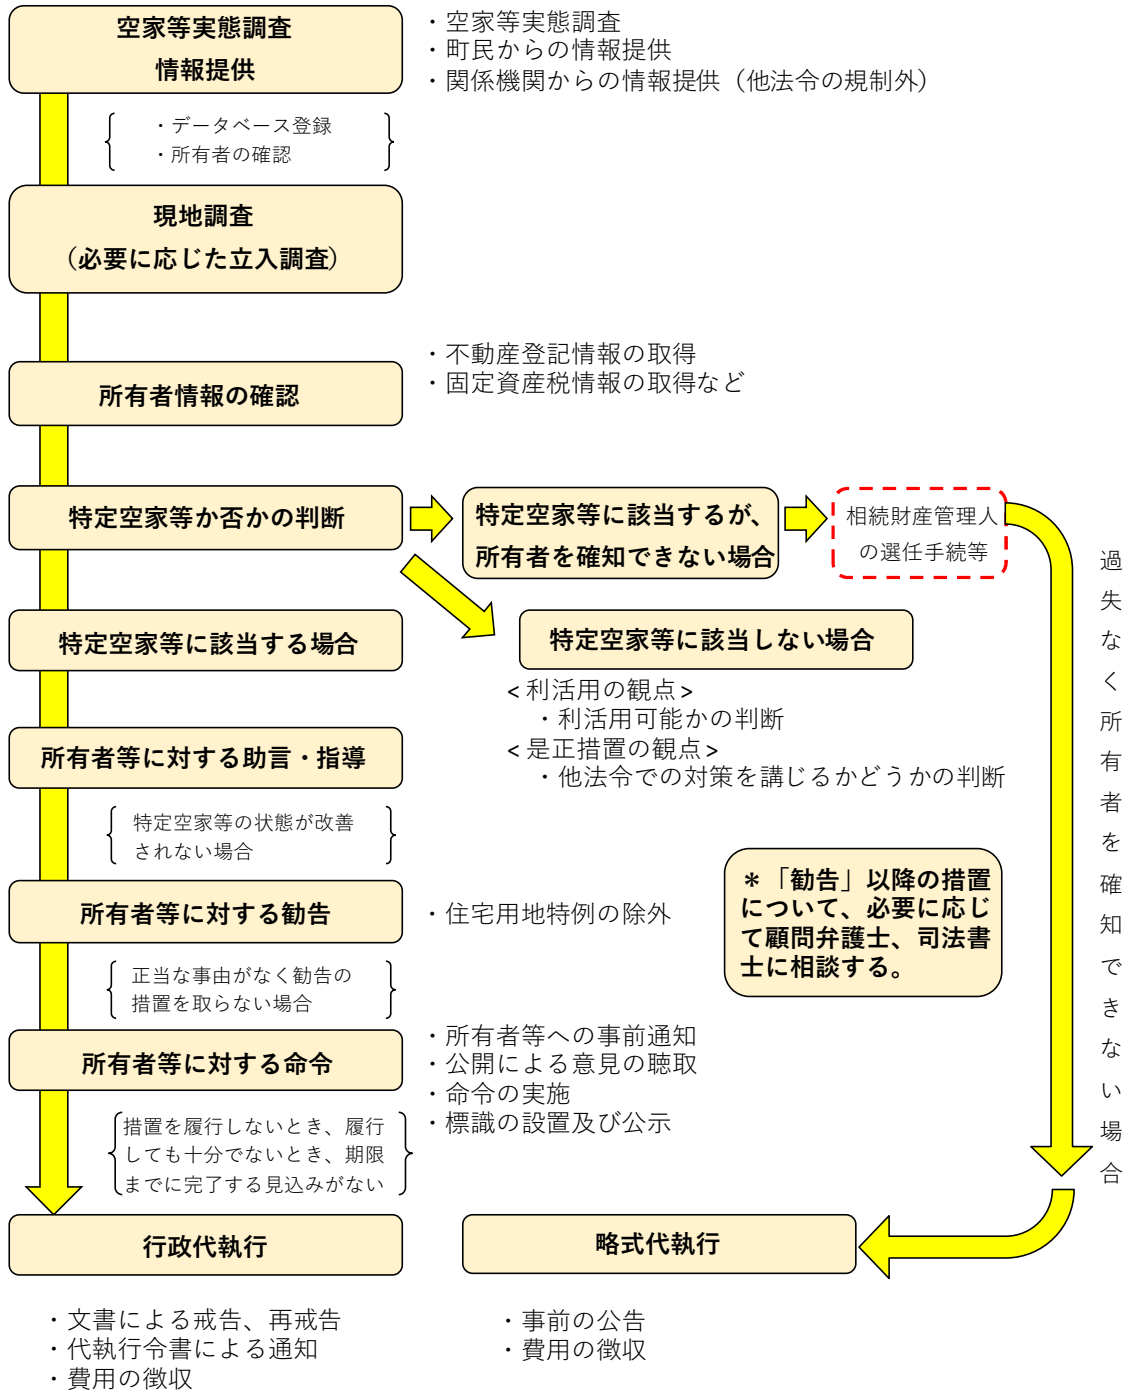 空家等実態調査
情報提供
・空家等実態調査
・町民からの情報提供
・関係機関からの情報提供（他法令の規制外）
・データベース登録
・所有者の確認
現地調査
（必要に応じた立入調査）
・不動産登記情報の取得
・固定資産税情報の取得など
所有者情報の確認
特定空家等か否かの判断
特定空家等に該当するが、
所有者を確知できない場合
相続財産管理人
の選任手続等
過失なく所有者を確知できない場合
特定空家等に該当する場合
特定空家等に該当しない場合
<利活用の観点>
・利活用可能かの判断
<是正措置の観点>
・他法令での対策を講じるかどうかの判断
所有者等に対する助言・指導
特定空家等の状態が改善
されない場合
＊「勧告」以降の措置
について、必要に応じ
て顧問弁護士、司法書
士に相談する。
所有者等に対する勧告
・住宅用地特例の除外
正当な事由がなく勧告の
措置を取らない場合
所有者等に対する命令
・所有者等への事前通知
・公開による意見の聴取
・命令の実施
・標識の設置及び公示
措置を履行しないとき、履行
しても十分でないとき、期限
までに完了する見込みがない
行政代執行
略式代執行
・文書による戒告、再戒告
・代執行令書による通知
・費用の徴収
・事前の公告
・費用の徴収